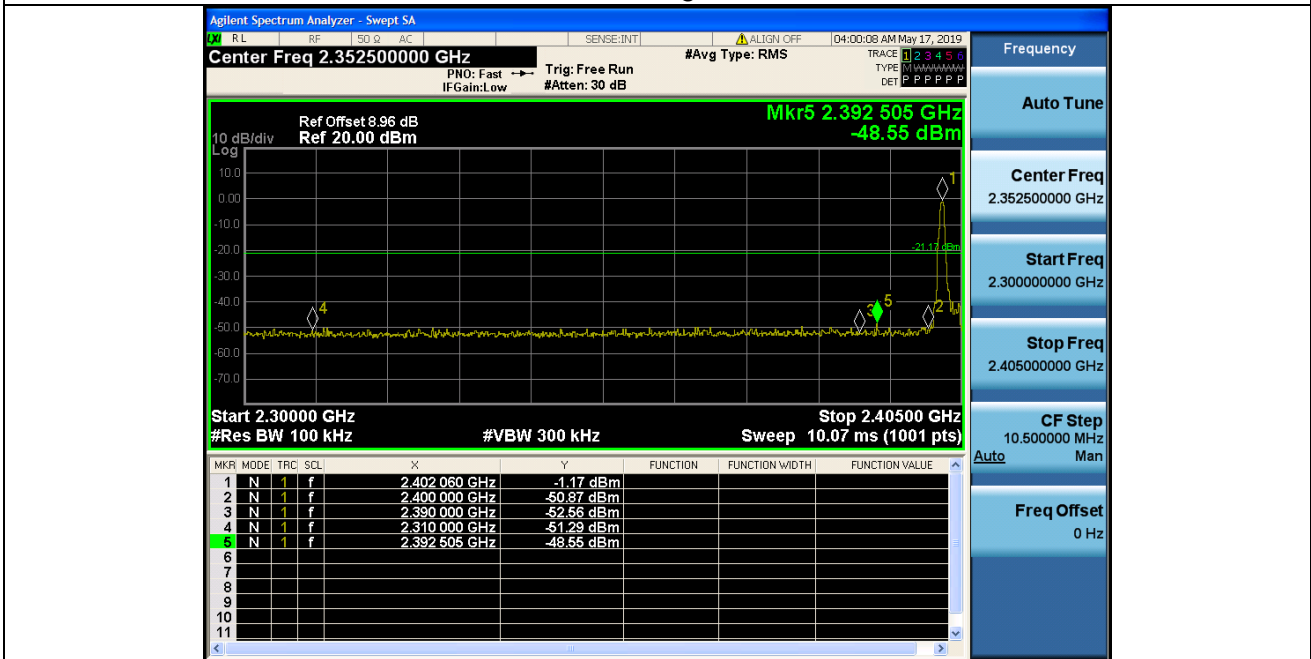 Agilent Spectrum Analyzer - Swept SA
LXI RL RF 50 Ω AC SENSE:INT ALIGN OFF 04:00:08 AM May 17, 2019
Center Freq 2.352500000 GHz
PNO: Fast
IFGain:Low
Trig: Free Run
#Atten: 30 dB
#Avg Type: RMS
TRACE 1 2 3 4 5 6
TYPE M WWWWW
DET P P P P P P
Mkr5 2.392 505 GHz
-48.55 dBm
Ref Offset 8.96 dB
Ref 20.00 dBm
10 dB/div
Log
10.0
0.00
-10.0
-20.0
-30.0
-40.0
-50.0
-60.0
-70.0
-21.17 dBm
1
2
3
4
5
Start 2.30000 GHz Stop 2.40500 GHz
#Res BW 100 kHz #VBW 300 kHz Sweep 10.07 ms (1001 pts)
MKR MODE TRC SCL X Y FUNCTION FUNCTION WIDTH FUNCTION VALUE
1 N 1 f 2.402 060 GHz -1.17 dBm
2 N 1 f 2.400 000 GHz -50.87 dBm
3 N 1 f 2.390 000 GHz -52.56 dBm
4 N 1 f 2.310 000 GHz -51.29 dBm
5 N 1 f 2.392 505 GHz -48.55 dBm
6
7
8
9
10
11
Frequency
Auto Tune
Center Freq
2.352500000 GHz
Start Freq
2.300000000 GHz
Stop Freq
2.405000000 GHz
CF Step
10.500000 MHz
Auto Man
Freq Offset
0 Hz